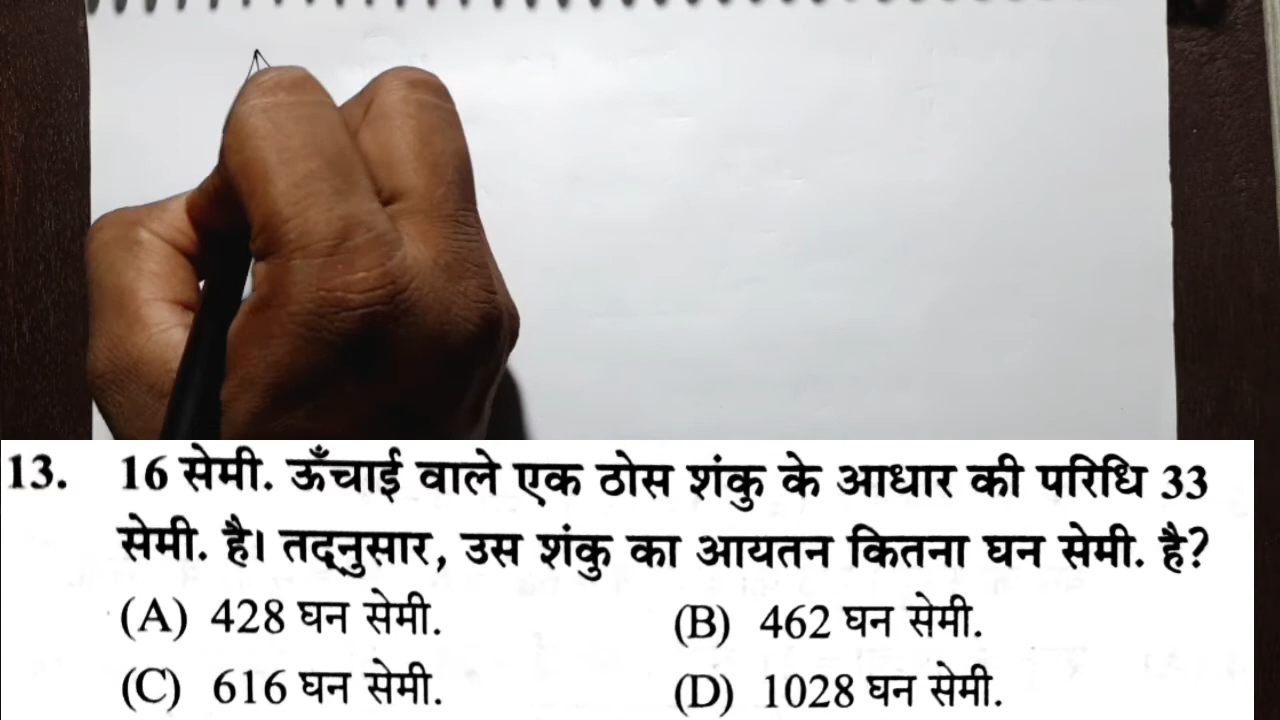 13. 16 सेमी. ऊँचाई वाले एक ठोस शंकु के आधार की परिधि 33
सेमी. है। तद्नुसार, उस शंकु का आयतन कितना घन सेमी. है?
(A) 428 घन सेमी. (B) 462 घन सेमी.
(C) 616 घन सेमी. (D) 1028 घन सेमी.